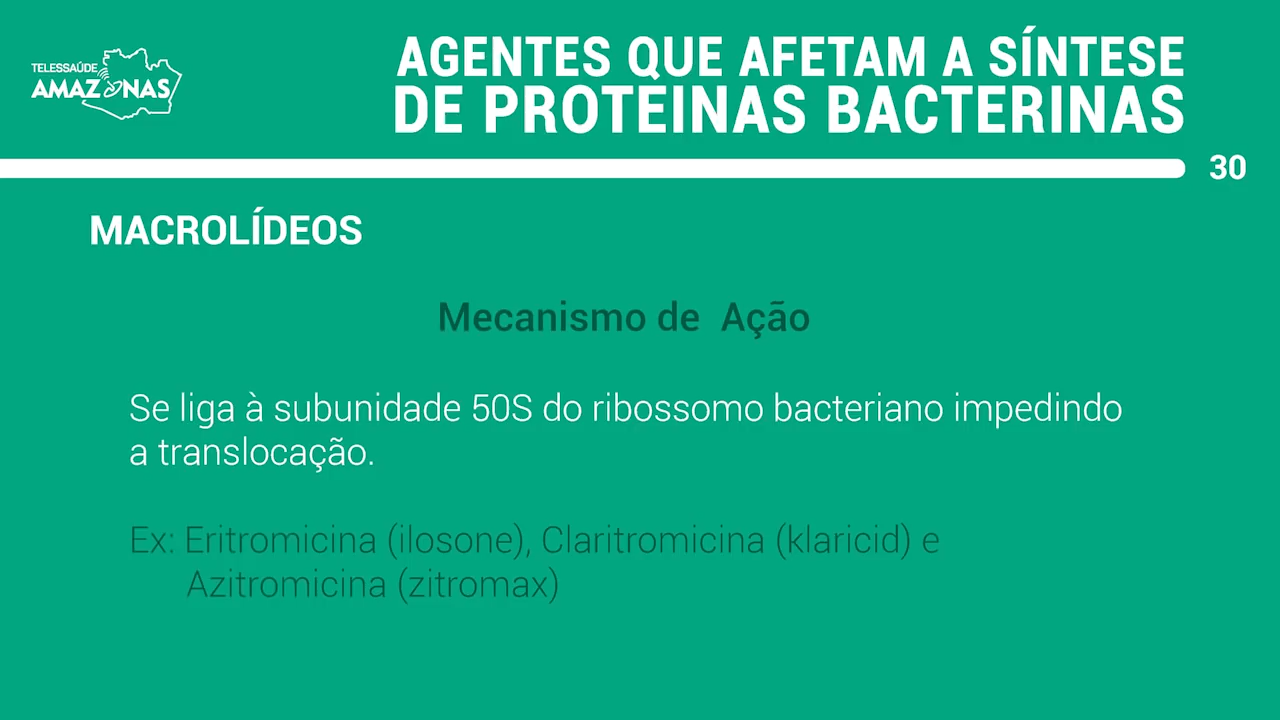 TELESSAÚDE
AMAZONAS
AGENTES QUE AFETAM A SÍNTESE
DE PROTEINAS BACTERINAS
30
MACROLÍDEOS
Mecanismo de Ação
Se liga à subunidade 50S do ribossomo bacteriano impedindo
a translocação.
Ex: Eritromicina (ilosone), Claritromicina (klaricid) e
Azitromicina (zitromax)